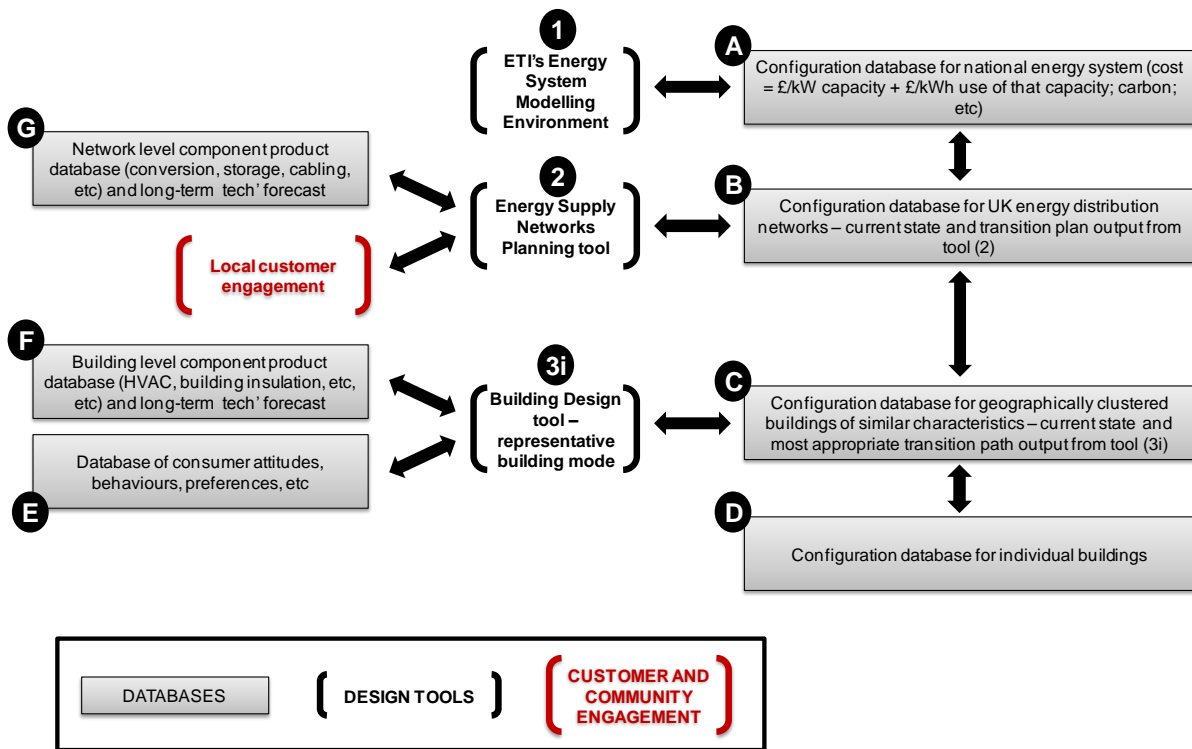 1
ETI's Energy
System
Modelling
Environment
A
Configuration database for national energy system (cost
= £/kW capacity + £/kWh use of that capacity; carbon;
etc)
G
Network level component product
database (conversion, storage, cabling,
etc) and long-term tech' forecast
2
Energy Supply
Networks
Planning tool
B
Configuration database for UK energy distribution
networks – current state and transition plan output from
tool (2)
Local customer
engagement
F
Building level component product
database (HVAC, building insulation, etc,
etc) and long-term tech' forecast
3i
Building Design
tool –
representative
building mode
C
Configuration database for geographically clustered
buildings of similar characteristics – current state and
most appropriate transition path output from tool (3i)
Database of consumer attitudes,
behaviours, preferences, etc
E
D
Configuration database for individual buildings
DATABASES
DESIGN TOOLS
CUSTOMER AND
COMMUNITY
ENGAGEMENT